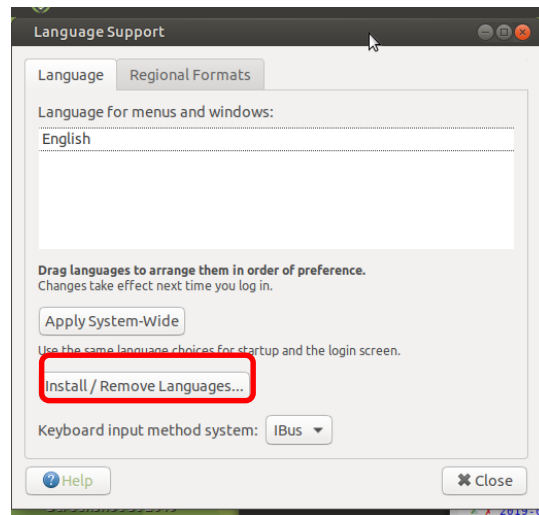 Language Support
Language
Regional Formats
Language for menus and windows:
English
Drag languages to arrange them in order of preference.
Changes take effect next time you log in.
Apply System-Wide
Use the same language choices for startup and the login screen.
Install / Remove Languages...
Keyboard input method system:
IBus
Help
Close